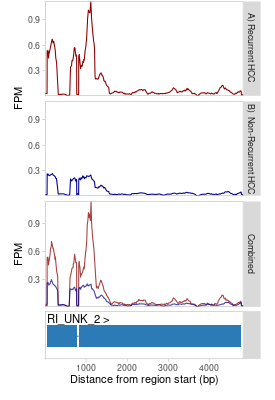 0.9
0.6
0.3
A) Recurrent HCC
FPM
0.9
0.6
0.3
B) Non-Recurrent HCC
FPM
0.9
0.6
0.3
Combined
FPM
RI_UNK_2 >
1000 2000 3000 4000
Distance from region start (bp)